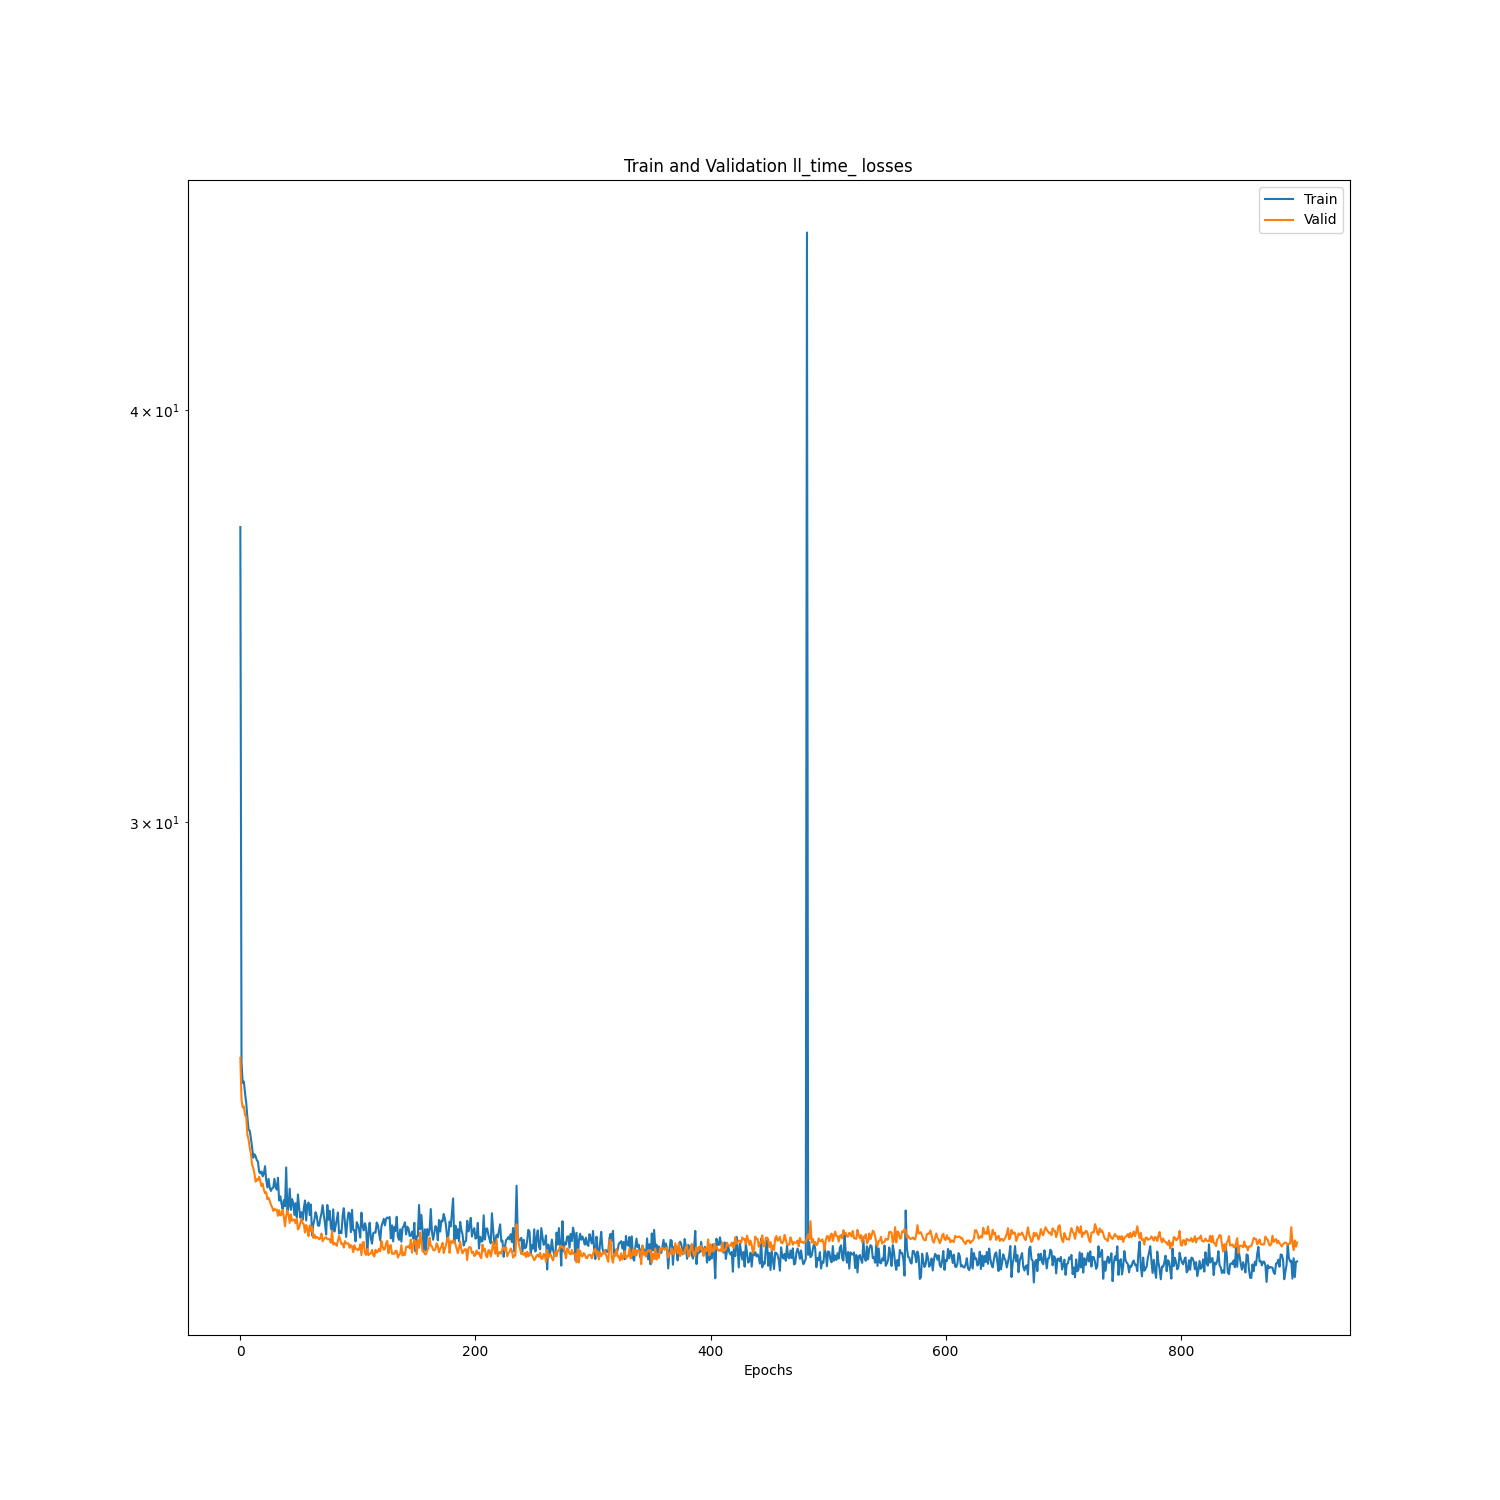 Train and Validation ll_time_ losses
Train
Valid
4 × 10¹
3 × 10¹
0 200 400 600 800
Epochs